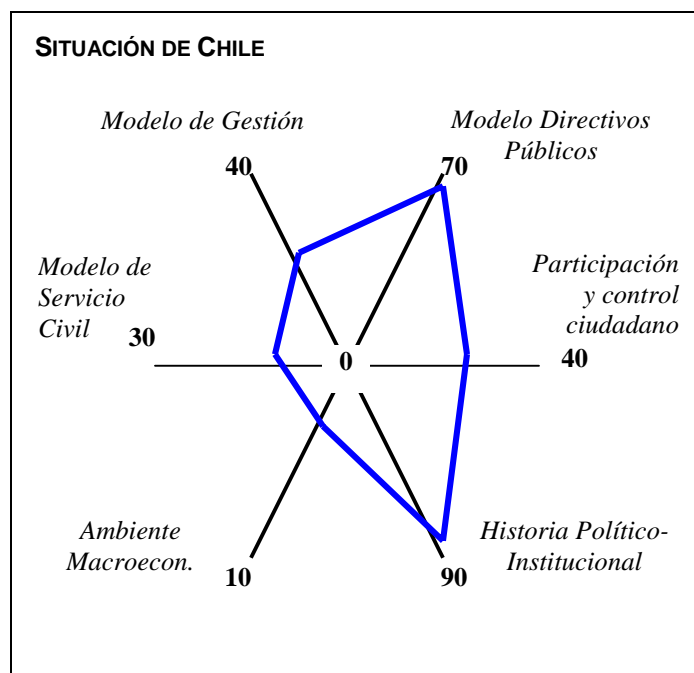 SITUACIÓN DE CHILE
Modelo de Gestión
40
Modelo Directivos
Públicos
70
Modelo de
Servicio
Civil
30
0
Participación
y control
ciudadano
40
Ambiente
Macroecon.
10
Historia Político-
Institucional
90